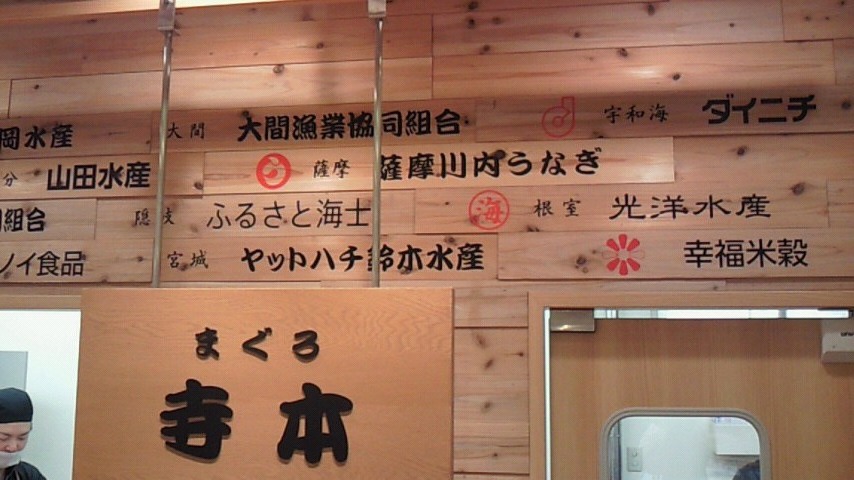 岡水産 大間 大間漁業協同組合 宇和海 ダイニチ
分 山田水産 薩摩 薩摩川内うなぎ
組合 隠岐 ふるさと海士 海 根室 光洋水産
ノイ食品 宮城 ヤットハチ鈴木水産 幸福米穀
まぐろ
寺本